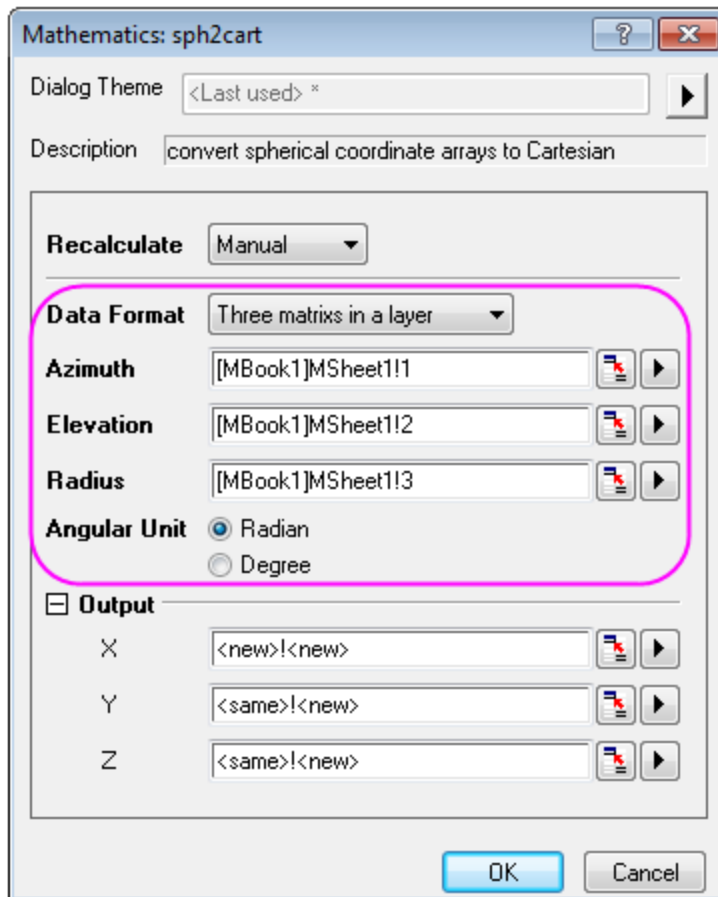 Mathematics: sph2cart
Dialog Theme <Last used> *
Description convert spherical coordinate arrays to Cartesian
Recalculate Manual
Data Format Three matrixs in a layer
Azimuth [MBook1]MSheet1!1
Elevation [MBook1]MSheet1!2
Radius [MBook1]MSheet1!3
Angular Unit Radian
Degree
Output
X <new>!<new>
Y <same>!<new>
Z <same>!<new>
OK Cancel